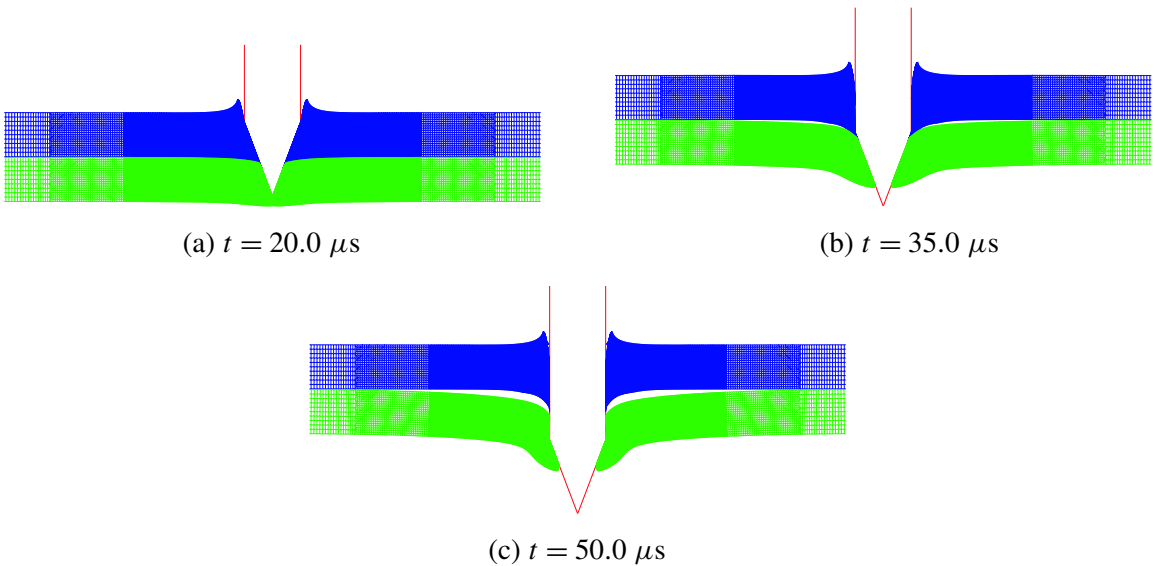 (a) t = 20.0 μs
(b) t = 35.0 μs
(c) t = 50.0 μs